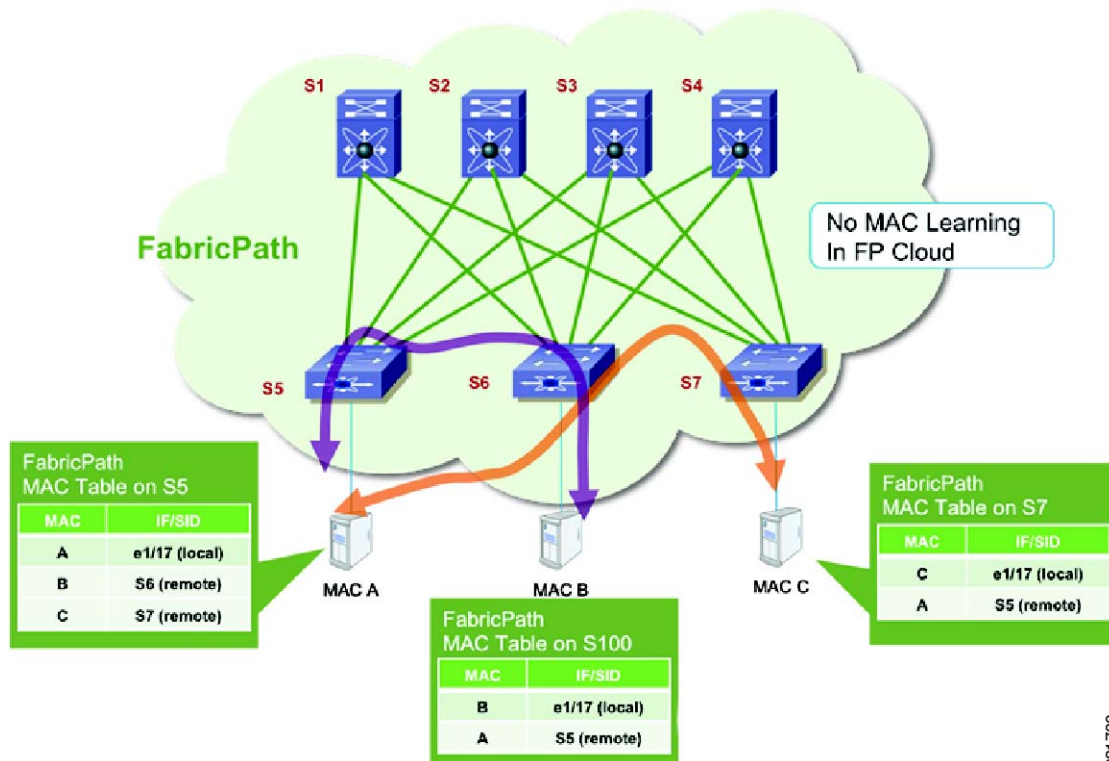 S1
S2
S3
S4
FabricPath
No MAC Learning
In FP Cloud
S5
S6
S7
FabricPath
MAC Table on S5
MAC IF/SID
A e1/17 (local)
B S6 (remote)
C S7 (remote)
MAC A
MAC B
MAC C
FabricPath
MAC Table on S100
MAC IF/SID
B e1/17 (local)
A S5 (remote)
FabricPath
MAC Table on S7
MAC IF/SID
C e1/17 (local)
A S5 (remote)